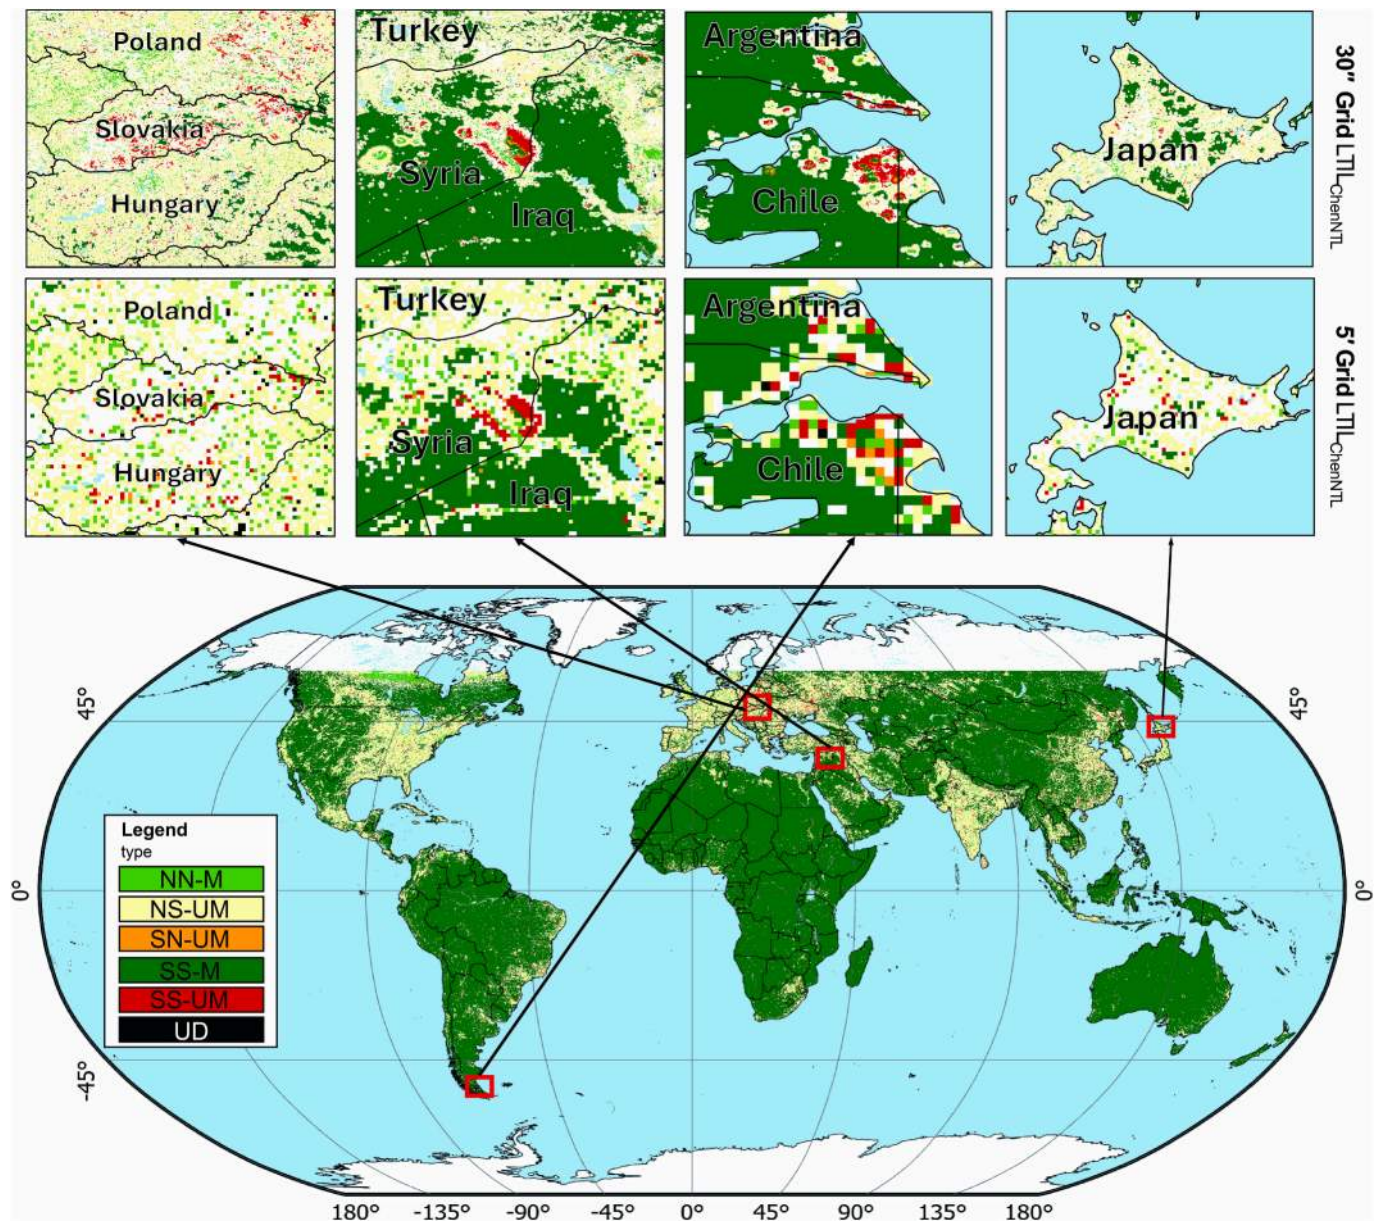 Poland
Slovakia
Hungary
Turkey
Syria
Iraq
Argentina
Chile
Japan
30″ Grid LTIL_ChenNTL
Poland
Slovakia
Hungary
Turkey
Syria
Iraq
Argentina
Chile
Japan
5′ Grid LTIL_ChenNTL
45°
45°
0°
0°
-45°
Legend
type
NN-M
NS-UM
SN-UM
SS-M
SS-UM
UD
180° -135° -90° -45° 0° 45° 90° 135° 180°